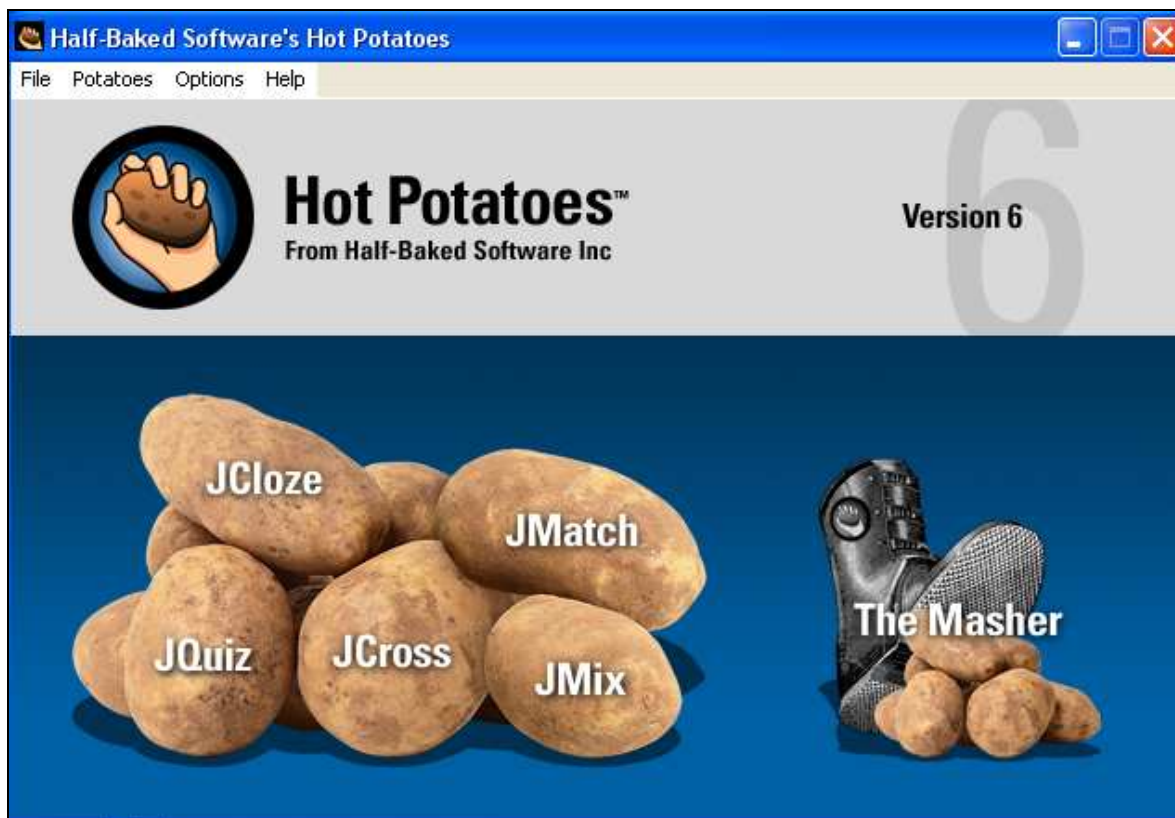 Half-Baked Software's Hot Potatoes
File Potatoes Options Help
6
Hot Potatoes™
From Half-Baked Software Inc
Version 6
JCloze
JMatch
JQuiz
JCross
JMix
The Masher